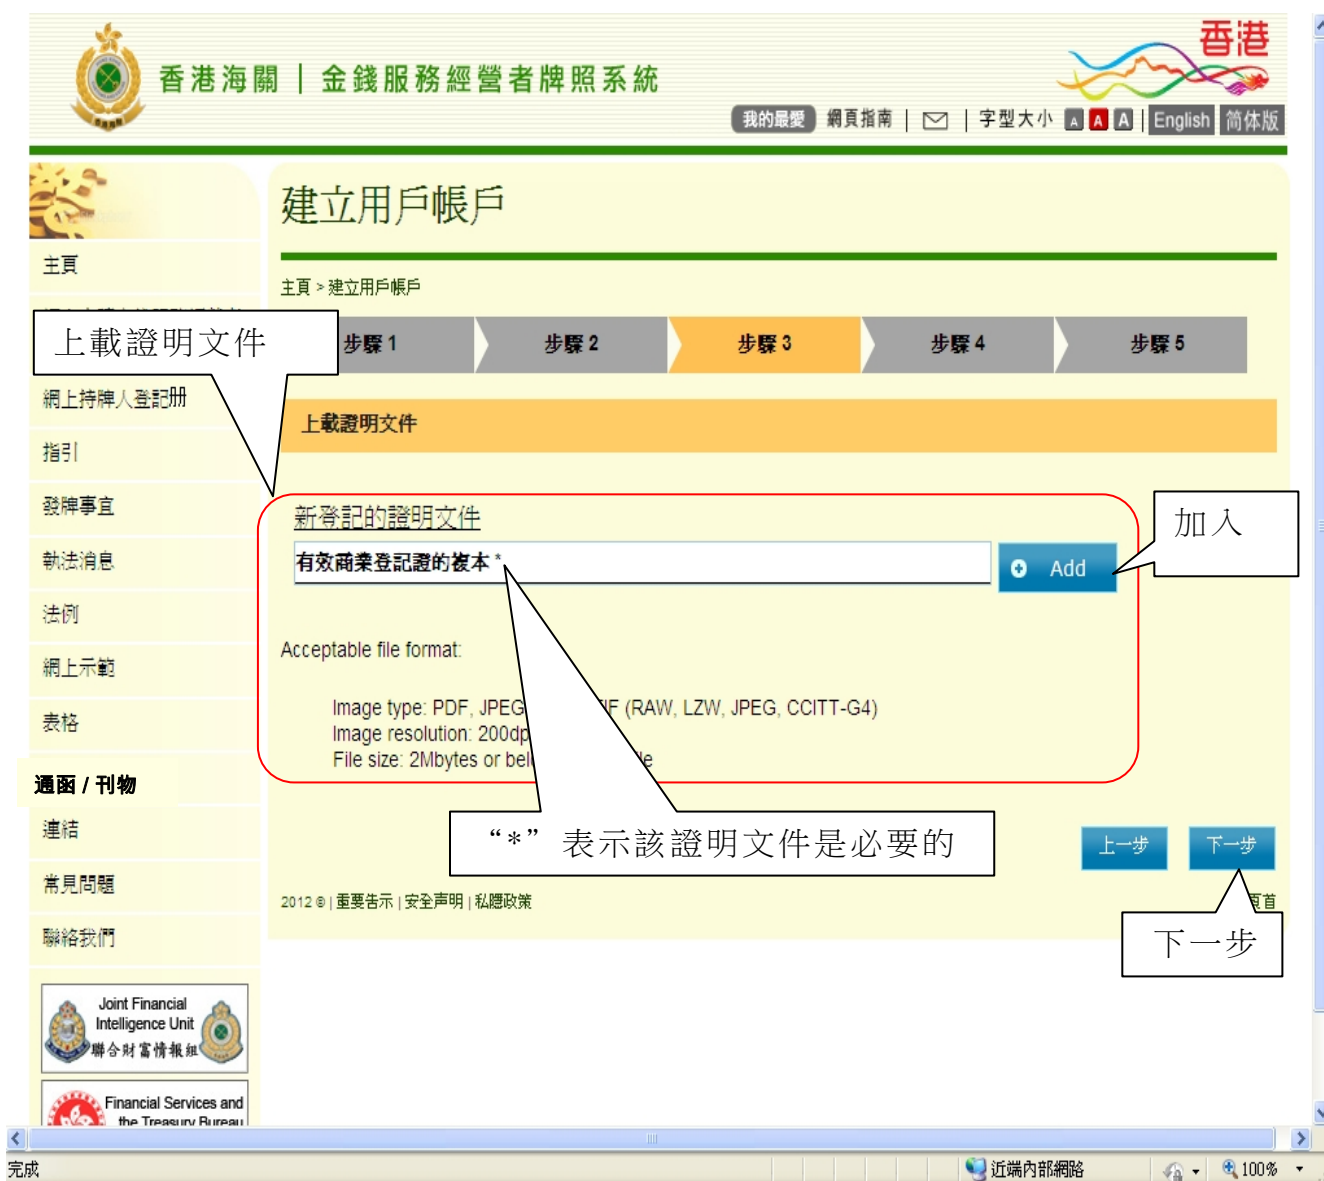 香港
香港海關 | 金錢服務經營者牌照系統
我的最愛 網頁指南 | | 字型大小 A A A | English 简体版
建立用戶帳戶
主頁
主頁 > 建立用戶帳戶
上載證明文件
步驟 1 步驟 2 步驟 3 步驟 4 步驟 5
網上持牌人登記冊
上載證明文件
指引
發牌事宜
新登記的證明文件
加入
有效商業登記證的複本 *
Add
執法消息
法例
Acceptable file format:
網上示範
Image type: PDF, JPEG
IF (RAW, LZW, JPEG, CCITT-G4)
表格
Image resolution: 200dp
File size: 2Mbytes or bel
le
通函 / 刊物
連結
“*” 表示該證明文件是必要的
上一步 下一步
常見問題
2012 © | 重要告示 | 安全声明 | 私隱政策
頁首
聯絡我們
下一步
Joint Financial
Intelligence Unit
聯合財富情報組
Financial Services and
the Treasury Bureau
完成
近端內部網路
100%